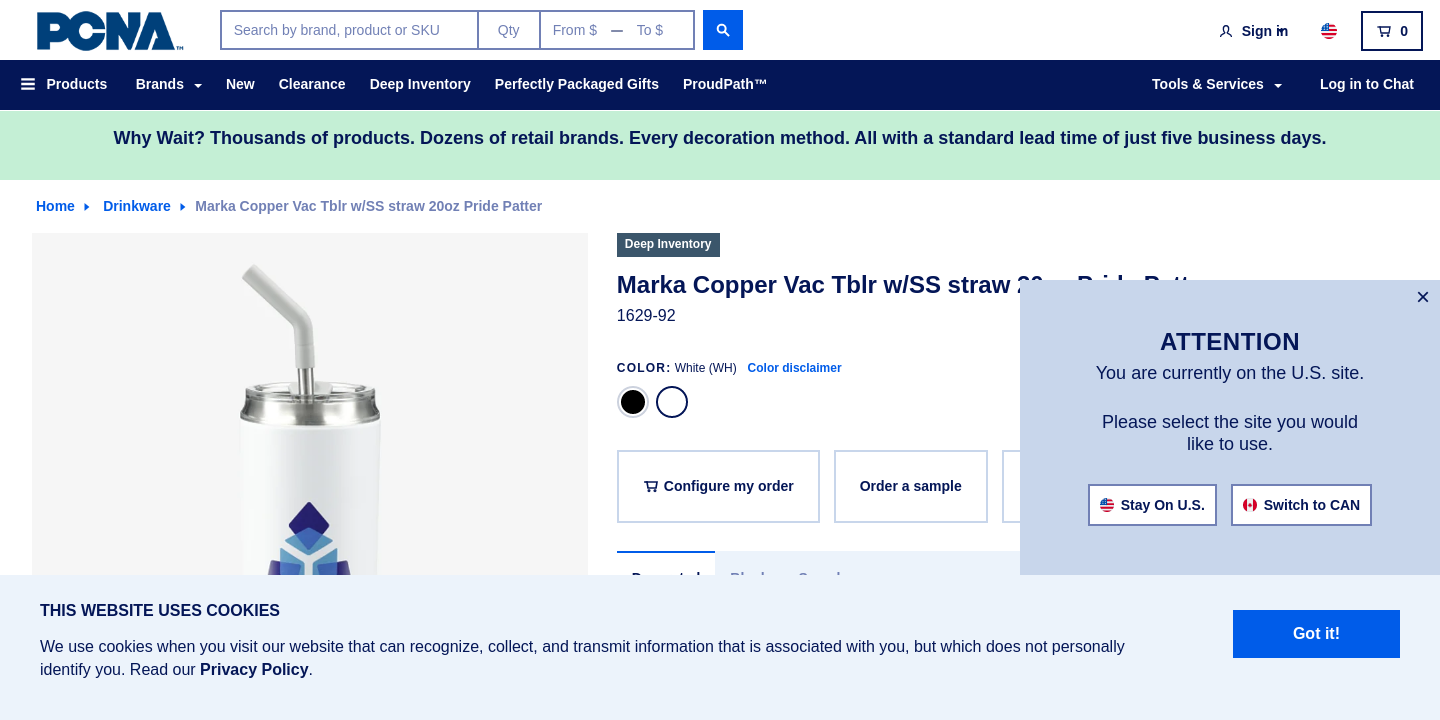 PCNA™
Search by brand, product or SKU
Qty
From $ — To $
Sign in
0
Products
Brands
New
Clearance
Deep Inventory
Perfectly Packaged Gifts
ProudPath™
Tools & Services
Log in to Chat
Why Wait? Thousands of products. Dozens of retail brands. Every decoration method. All with a standard lead time of just five business days.
Home
Drinkware
Marka Copper Vac Tblr w/SS straw 20oz Pride Patter
Deep Inventory
Marka Copper Vac Tblr w/SS straw
1629-92
COLOR: White (WH) Color disclaimer
Configure my order
Order a sample
×
ATTENTION
You are currently on the U.S. site.
Please select the site you would
like to use.
Stay On U.S.
Switch to CAN
THIS WEBSITE USES COOKIES
We use cookies when you visit our website that can recognize, collect, and transmit information that is associated with you, but which does not personally
identify you. Read our Privacy Policy.
Got it!